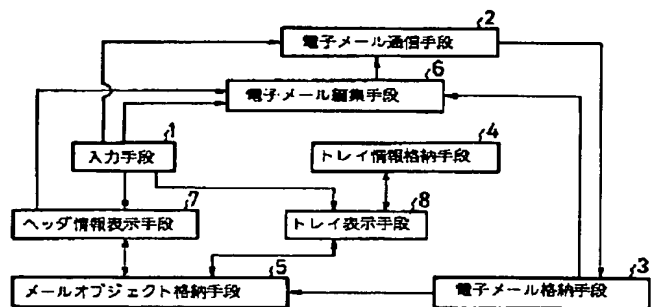 2
電子メール通信手段
6
電子メール編集手段
1
入力手段
4
トレイ情報格納手段
7
ヘッダ情報表示手段
8
トレイ表示手段
5
メールオブジェクト格納手段
3
電子メール格納手段